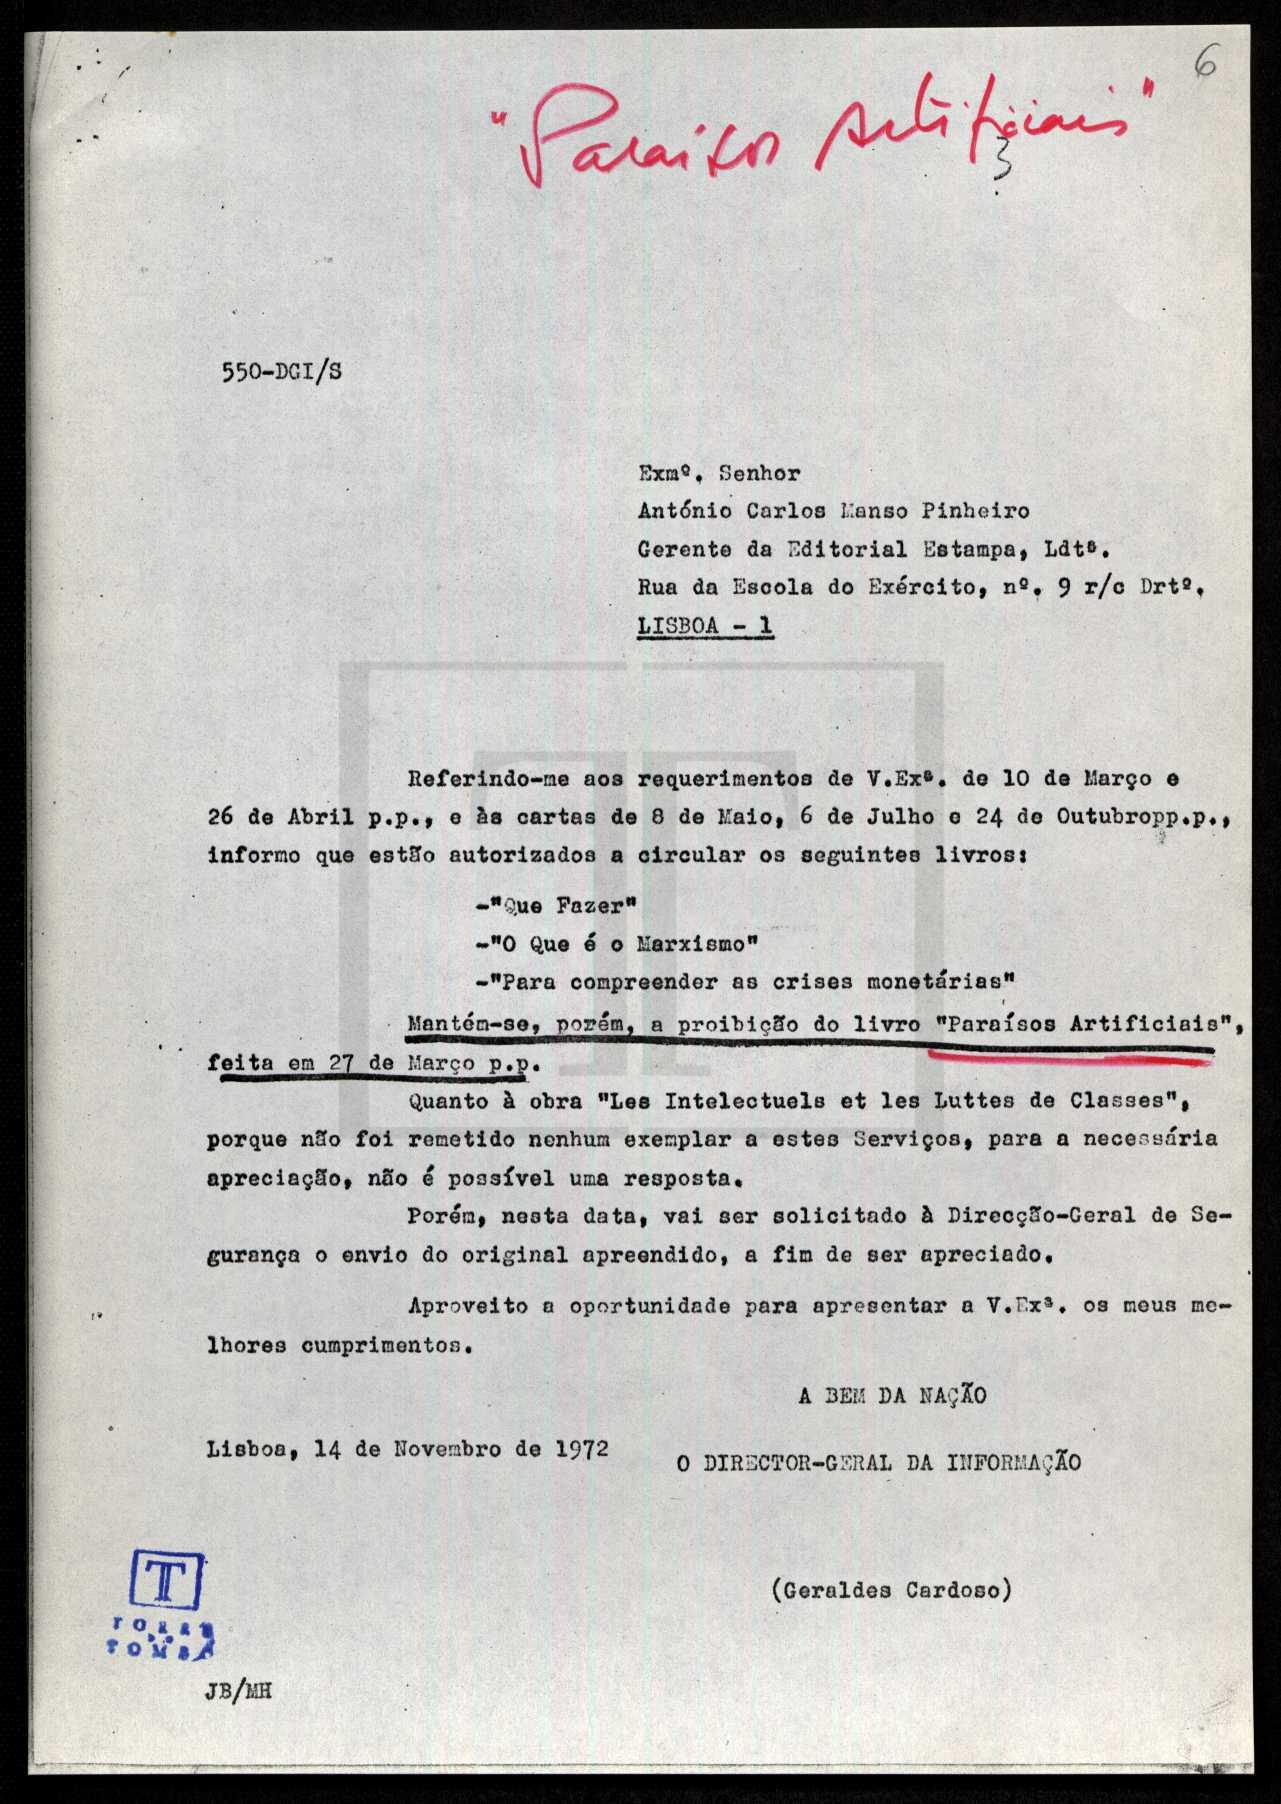 6
"Paraísos Artificiais"
3
550-DGI/S
Exmº. Senhor
António Carlos Manso Pinheiro
Gerente da Editorial Estampa, Ldtª.
Rua da Escola do Exército, nº. 9 r/c Drtº.
LISBOA - 1
Referindo-me aos requerimentos de V.Exª. de 10 de Março e
26 de Abril p.p., e às cartas de 8 de Maio, 6 de Julho e 24 de Outubropp.p.,
informo que estão autorizados a circular os seguintes livros:
-"Que Fazer"
-"O Que é o Marxismo"
-"Para compreender as crises monetárias"
Mantém-se, porém, a proibição do livro "Paraísos Artificiais",
feita em 27 de Março p.p.
Quanto à obra "Les Intelectuels et les Luttes de Classes",
porque não foi remetido nenhum exemplar a estes Serviços, para a necessária
apreciação, não é possível uma resposta.
Porém, nesta data, vai ser solicitado à Direcção-Geral de Se-
gurança o envio do original apreendido, a fim de ser apreciado.
Aproveito a oportunidade para apresentar a V.Exª. os meus me-
lhores cumprimentos.
A BEM DA NAÇÃO
Lisboa, 14 de Novembro de 1972
O DIRECTOR-GERAL DA INFORMAÇÃO
(Geraldes Cardoso)
T
TORRE
DO
TOMBO
JB/MH